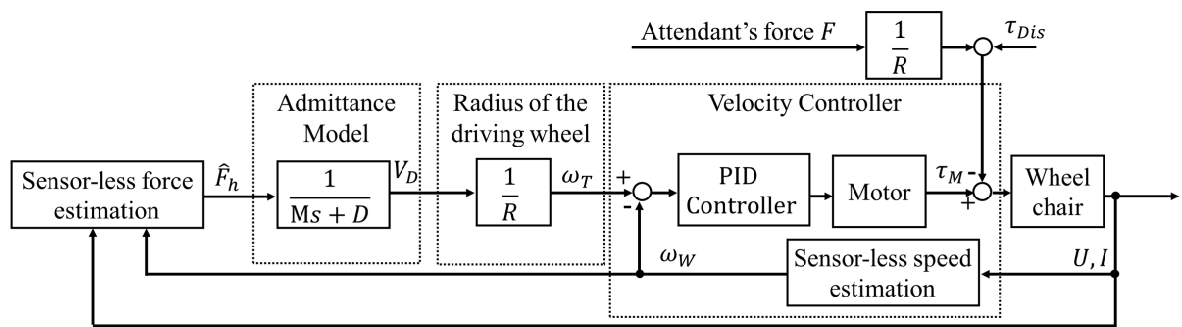 Attendant's force F
1
R
τ_Dis
Admittance
Model
Radius of the
driving wheel
Velocity Controller
Sensor-less force
estimation
F̂_h
1
Ms + D
V_D
1
R
ω_T
+
-
PID
Controller
Motor
τ_M
-
+
Wheel
chair
ω_W
Sensor-less speed
estimation
U, I